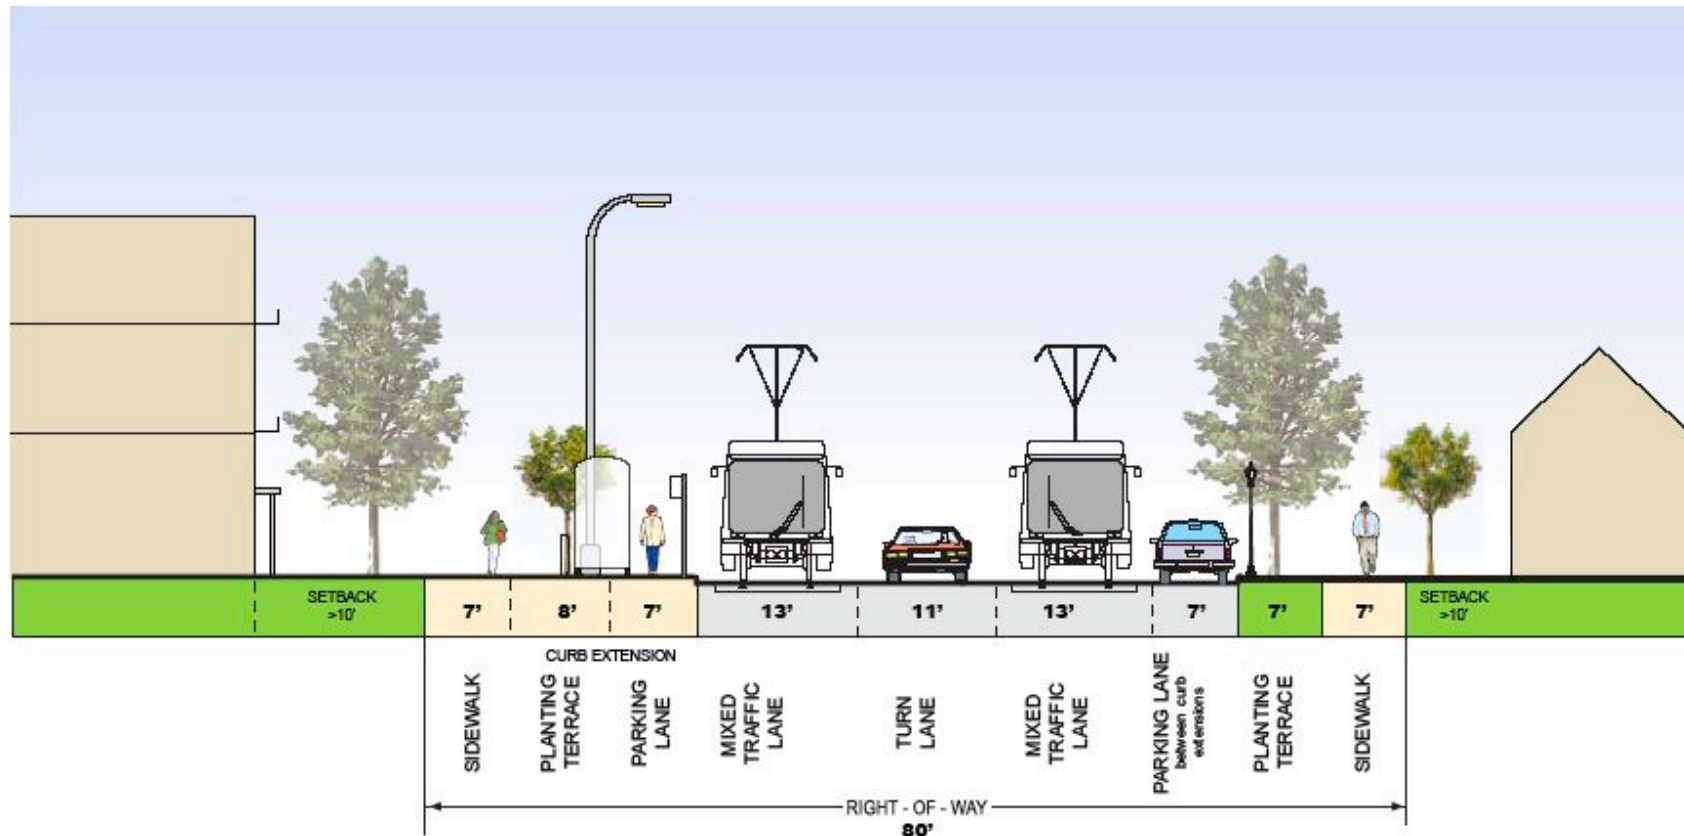 SETBACK
>10'
7'
8'
7'
13'
11'
13'
7'
7'
7'
SETBACK
>10'
CURB EXTENSION
SIDEWALK
PLANTING
TERRACE
PARKING
LANE
MIXED
TRAFFIC
LANE
TURN
LANE
MIXED
TRAFFIC
LANE
PARKING LANE
between curb
extensions
PLANTING
TERRACE
SIDEWALK
RIGHT - OF - WAY
80'